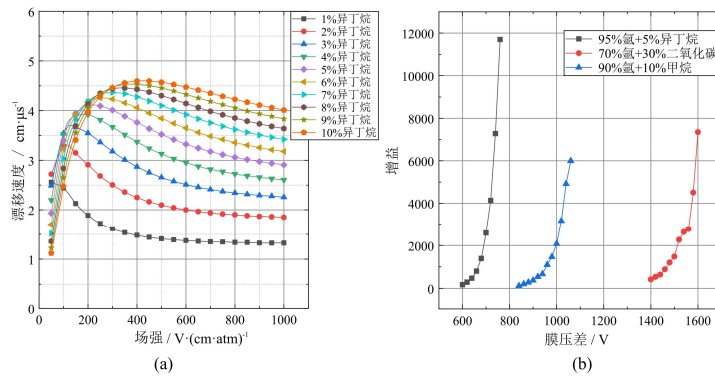 (a)
漂移速度 / cm·μs⁻¹
6
5
4
3
2
1
0
0
200
400
600
800
1000
场强 / V·(cm·atm)⁻¹
1%异丁烷
2%异丁烷
3%异丁烷
4%异丁烷
5%异丁烷
6%异丁烷
7%异丁烷
8%异丁烷
9%异丁烷
10%异丁烷
(a)
(b)
增益
12000
10000
8000
6000
4000
2000
0
400
600
800
1000
1200
1400
1600
膜压差 / V
95%氩+5%异丁烷
70%氩+30%二氧化碳
90%氩+10%甲烷
(b)